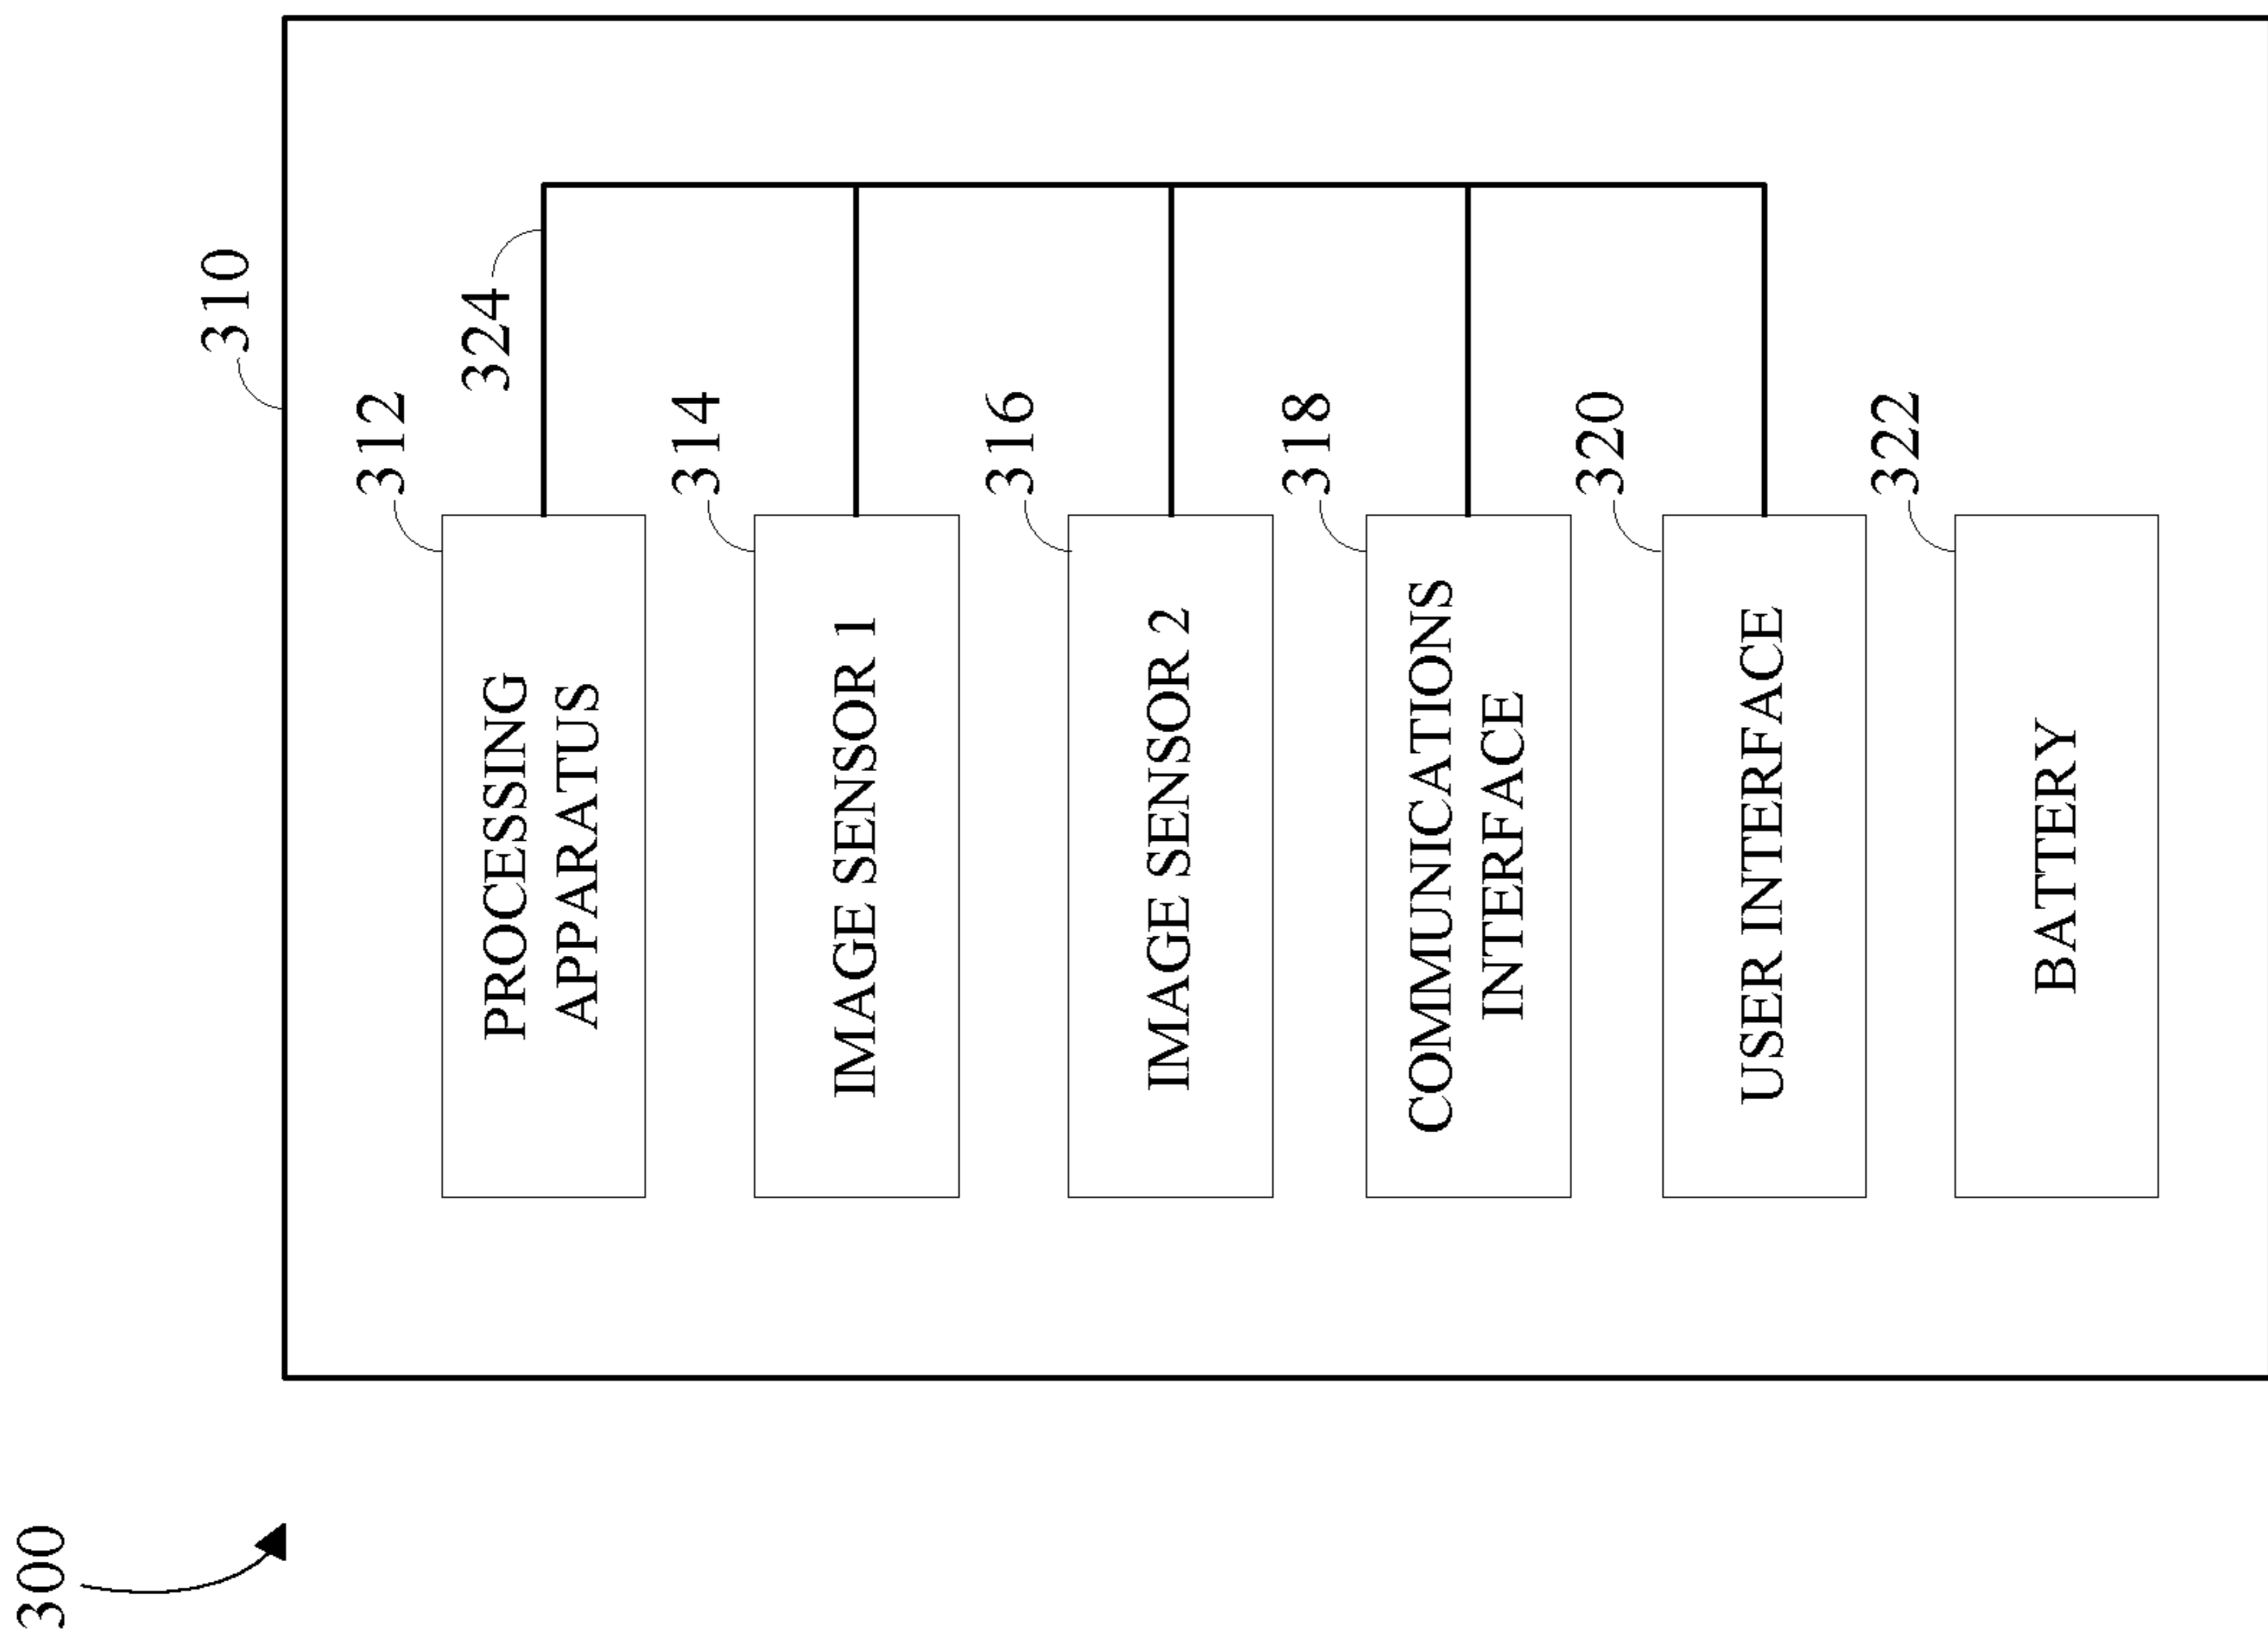 300
310
312
324
PROCESSING
APPARATUS
314
IMAGE SENSOR 1
316
IMAGE SENSOR 2
318
COMMUNICATIONS
INTERFACE
320
USER INTERFACE
322
BATTERY